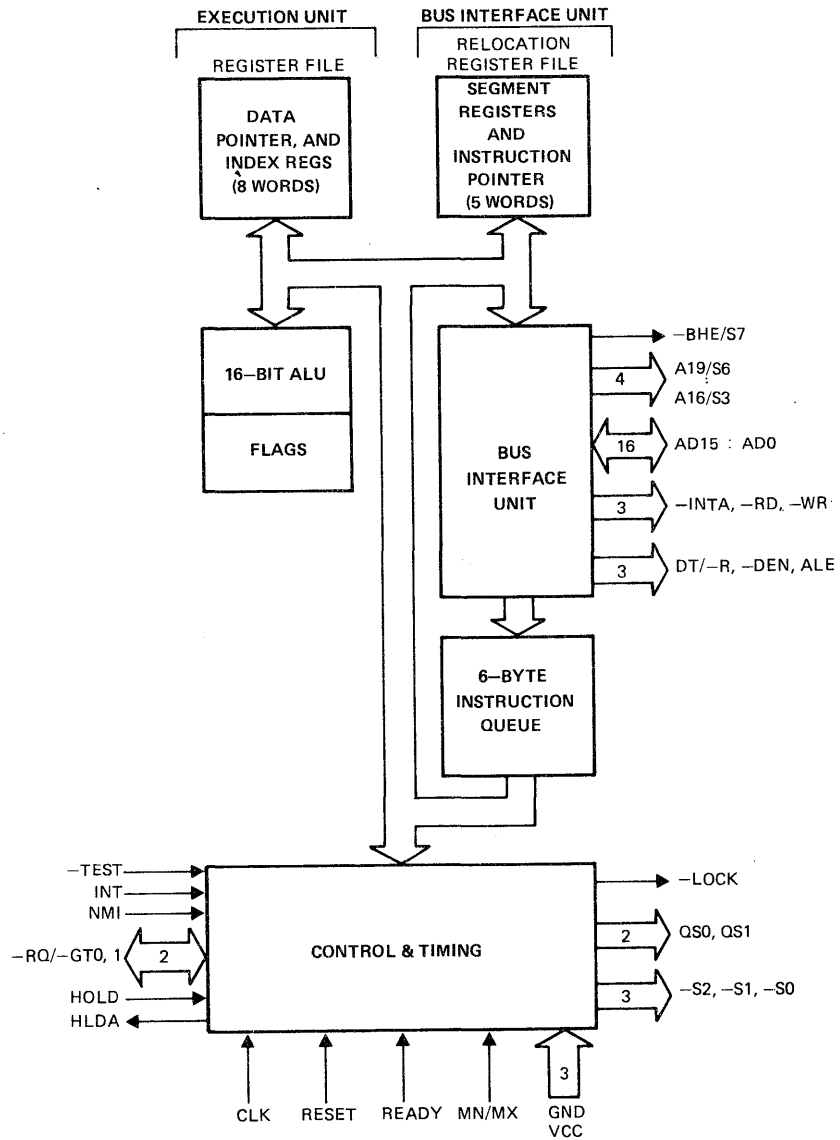 EXECUTION UNIT
BUS INTERFACE UNIT
REGISTER FILE
RELOCATION
REGISTER FILE
DATA
POINTER, AND
INDEX REGS
(8 WORDS)
SEGMENT
REGISTERS
AND
INSTRUCTION
POINTER
(5 WORDS)
16–BIT ALU
FLAGS
BUS
INTERFACE
UNIT
–BHE/S7
4
A19/S6
:
A16/S3
16
AD15 : AD0
3
–INTA, –RD, –WR
3
DT/–R, –DEN, ALE
6–BYTE
INSTRUCTION
QUEUE
–TEST
INT
NMI
–RQ/–GT0, 1
2
HOLD
HLDA
CONTROL & TIMING
–LOCK
2
QS0, QS1
3
–S2, –S1, –S0
CLK
RESET
READY
MN/MX
3
GND
VCC